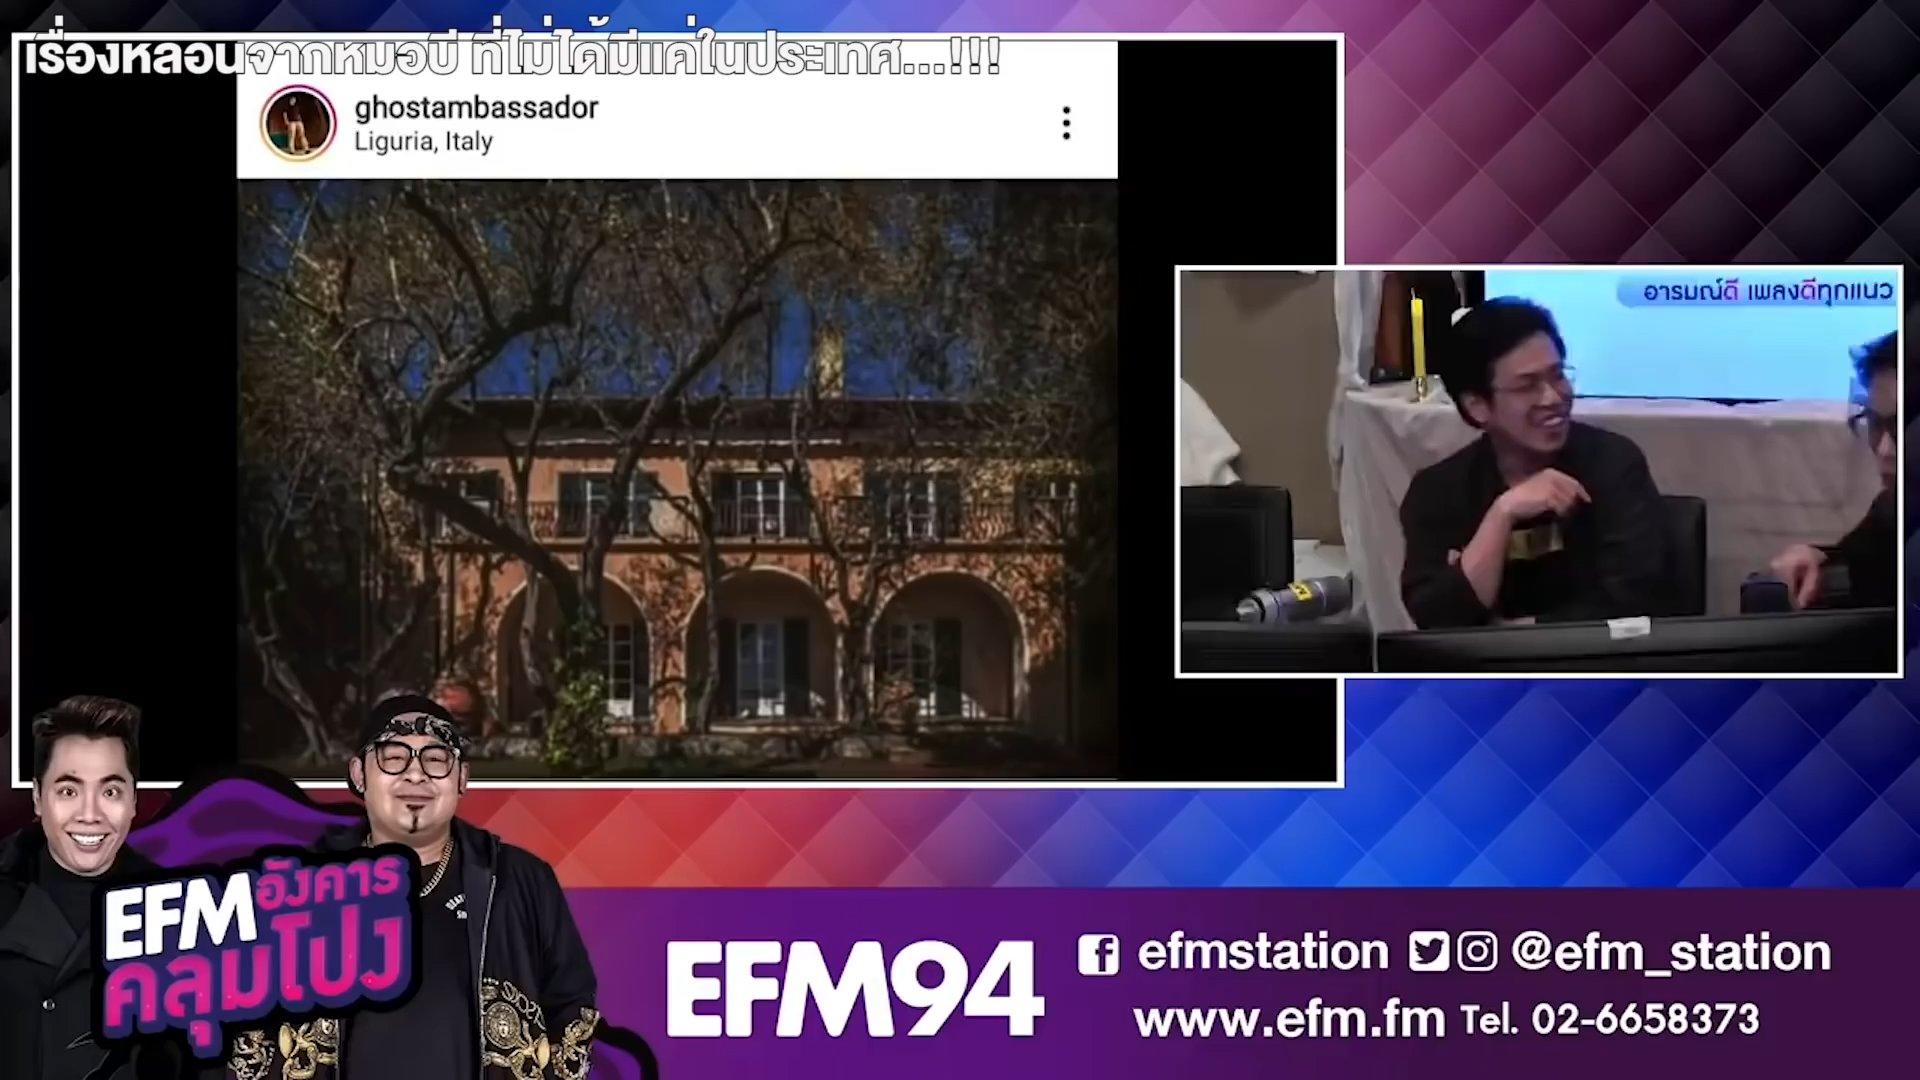 เรื่องหลอนจากหมอบี ที่ไม่ได้มีแค่ในประเทศ...!!!
ghostambassador
Liguria, Italy
อารมณ์ดี เพลงดีทุกแนว
EFM อังคาร
คลุมโปง
EFM94
efmstation @efm_station
www.efm.fm Tel. 02-6658373